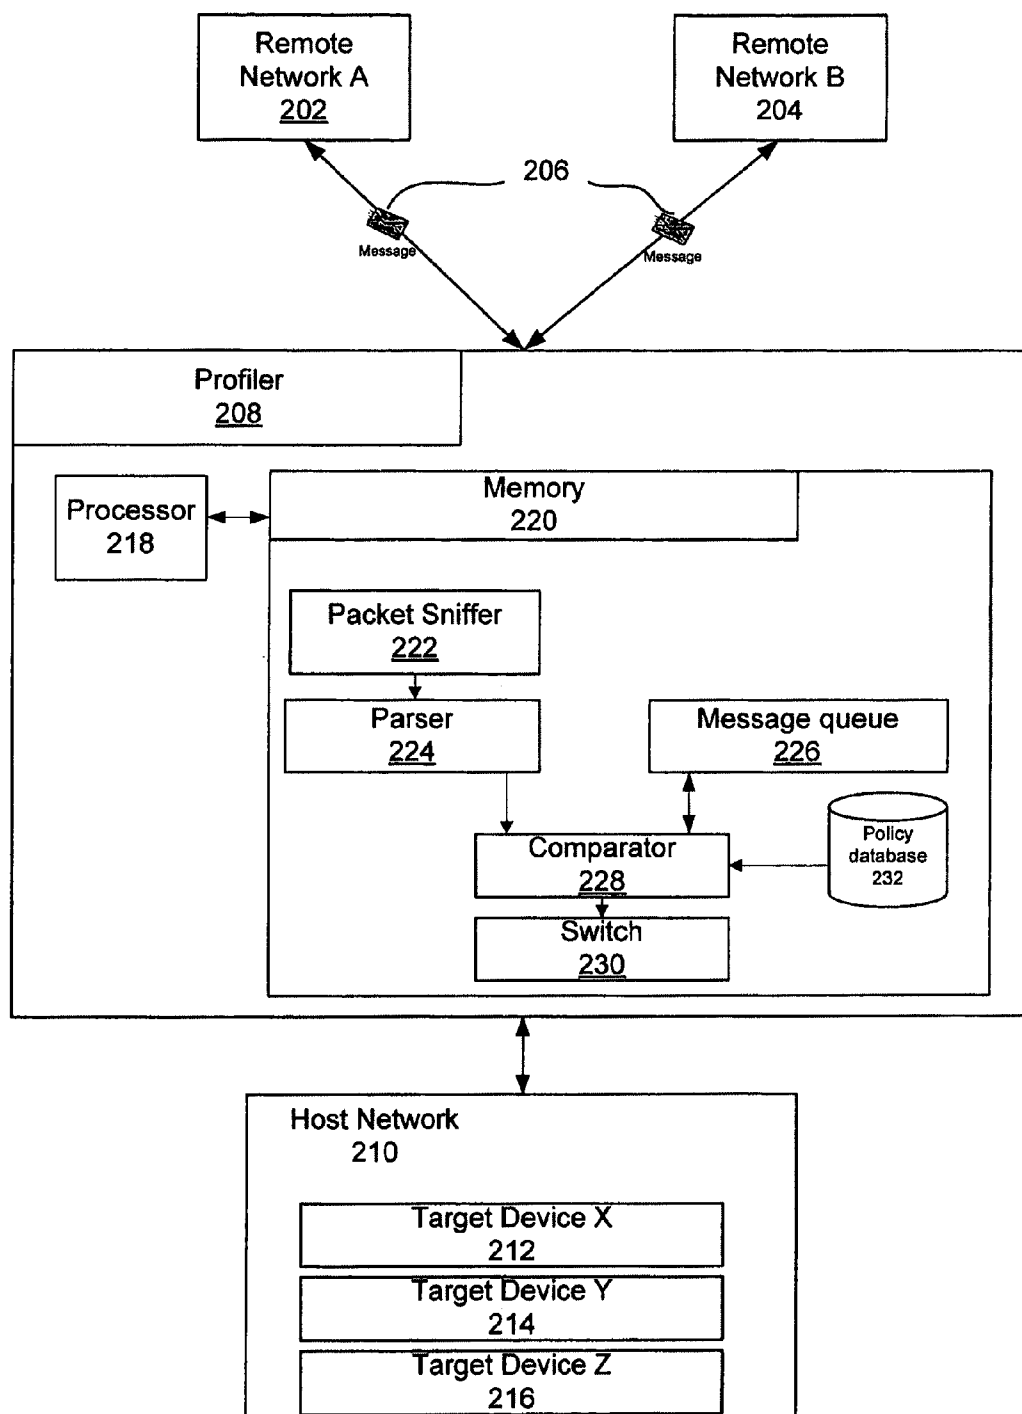 Remote
Network A
202
Remote
Network B
204
206
Message
Message
Profiler
208
Processor
218
Memory
220
Packet Sniffer
222
Parser
224
Message queue
226
Comparator
228
Policy
database
232
Switch
230
Host Network
210
Target Device X
212
Target Device Y
214
Target Device Z
216